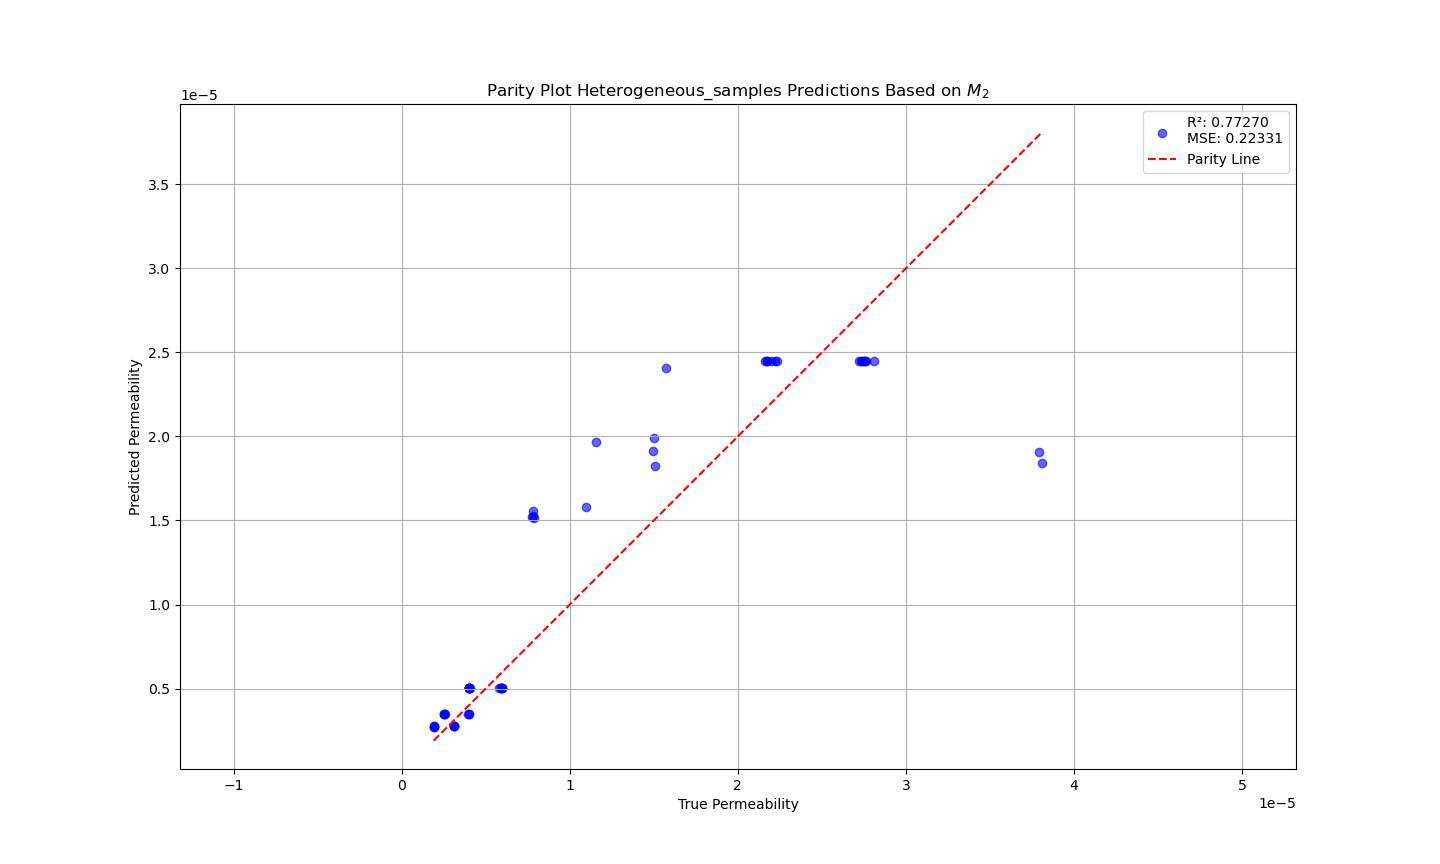 Parity Plot Heterogeneous_samples Predictions Based on $M_2$
1e−5
R²: 0.77270
MSE: 0.22331
Parity Line
3.5
3.0
2.5
2.0
1.5
1.0
0.5
Predicted Permeability
−1
0
1
2
3
4
5
True Permeability
1e−5